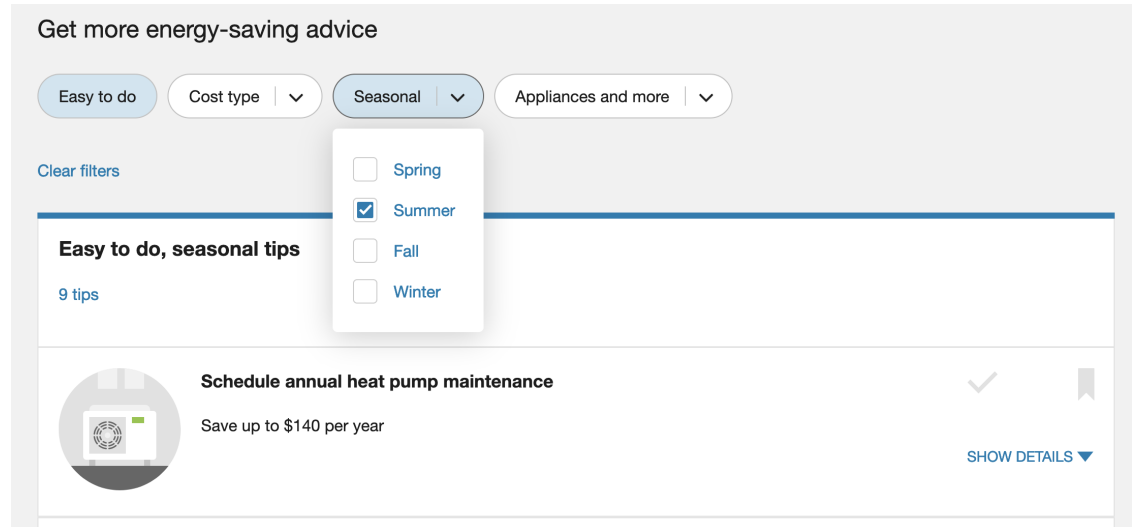 Get more energy-saving advice
Easy to do
Cost type
Seasonal
Appliances and more
Clear filters
Spring
Summer
Fall
Winter
Easy to do, seasonal tips
9 tips
Schedule annual heat pump maintenance
Save up to $140 per year
SHOW DETAILS